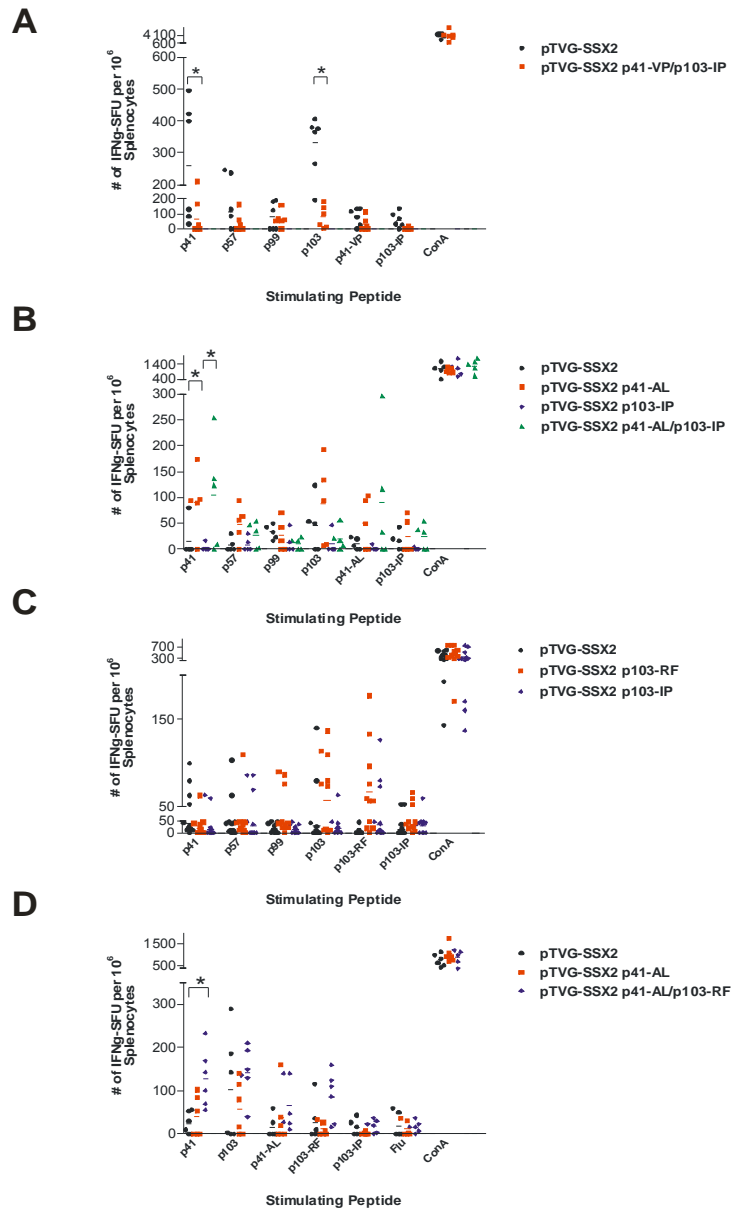 A
4 100
600
600
500
400
300
200
200
100
0
# of IFNg-SFU per 10^6
Splenocytes
*
*
p41
p57
p99
p103
p41-VP
p103-IP
ConA
Stimulating Peptide
pTVG-SSX2
pTVG-SSX2 p41-VP/p103-IP
B
1400
400
300
250
200
150
100
50
0
# of IFNg-SFU per 10^6
Splenocytes
*
*
p41
p57
p99
p103
p41-AL
p103-IP
ConA
Stimulating Peptide
pTVG-SSX2
pTVG-SSX2 p41-AL
pTVG-SSX2 p103-IP
pTVG-SSX2 p41-AL/p103-IP
C
700
300
150
50
50
0
# of IFNg-SFU per 10^6
Splenocytes
p41
p57
p99
p103
p103-RF
p103-IP
ConA
Stimulating Peptide
pTVG-SSX2
pTVG-SSX2 p103-RF
pTVG-SSX2 p103-IP
D
1500
500
300
200
100
0
# of IFNg-SFU per 10^6
Splenocytes
*
p41
p103
p41-AL
p103-RF
p103-IP
Flu
ConA
Stimulating Peptide
pTVG-SSX2
pTVG-SSX2 p41-AL
pTVG-SSX2 p41-AL/p103-RF